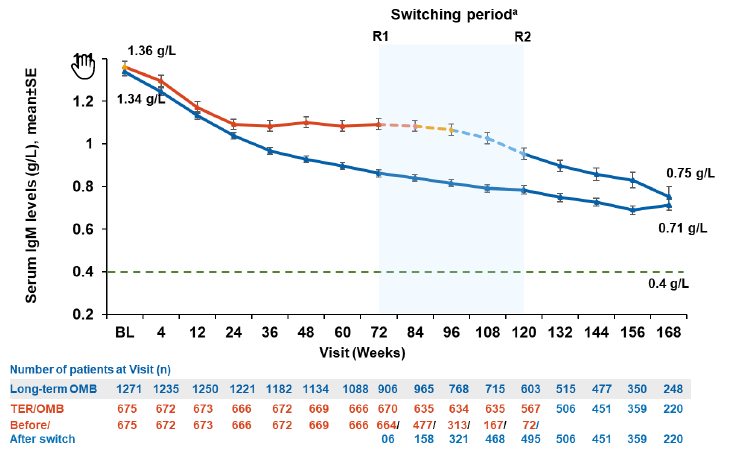 Switching periodᵃ
R1 R2
Serum IgM levels (g/L), mean±SE
1.36 g/L
1.34 g/L
1.2
1
0.8
0.6
0.4
0.2
0.75 g/L
0.71 g/L
0.4 g/L
BL 4 12 24 36 48 60 72 84 96 108 120 132 144 156 168
Visit (Weeks)
Number of patients at Visit (n)
Long-term OMB 1271 1235 1250 1221 1182 1134 1088 906 965 768 715 603 515 477 350 248
TER/OMB 675 672 673 666 672 669 666 670 635 634 635 567 506 451 359 220
Before/ 675 672 673 666 672 669 666 664/ 477/ 313/ 167/ 72/
After switch 06 158 321 468 495 506 451 359 220